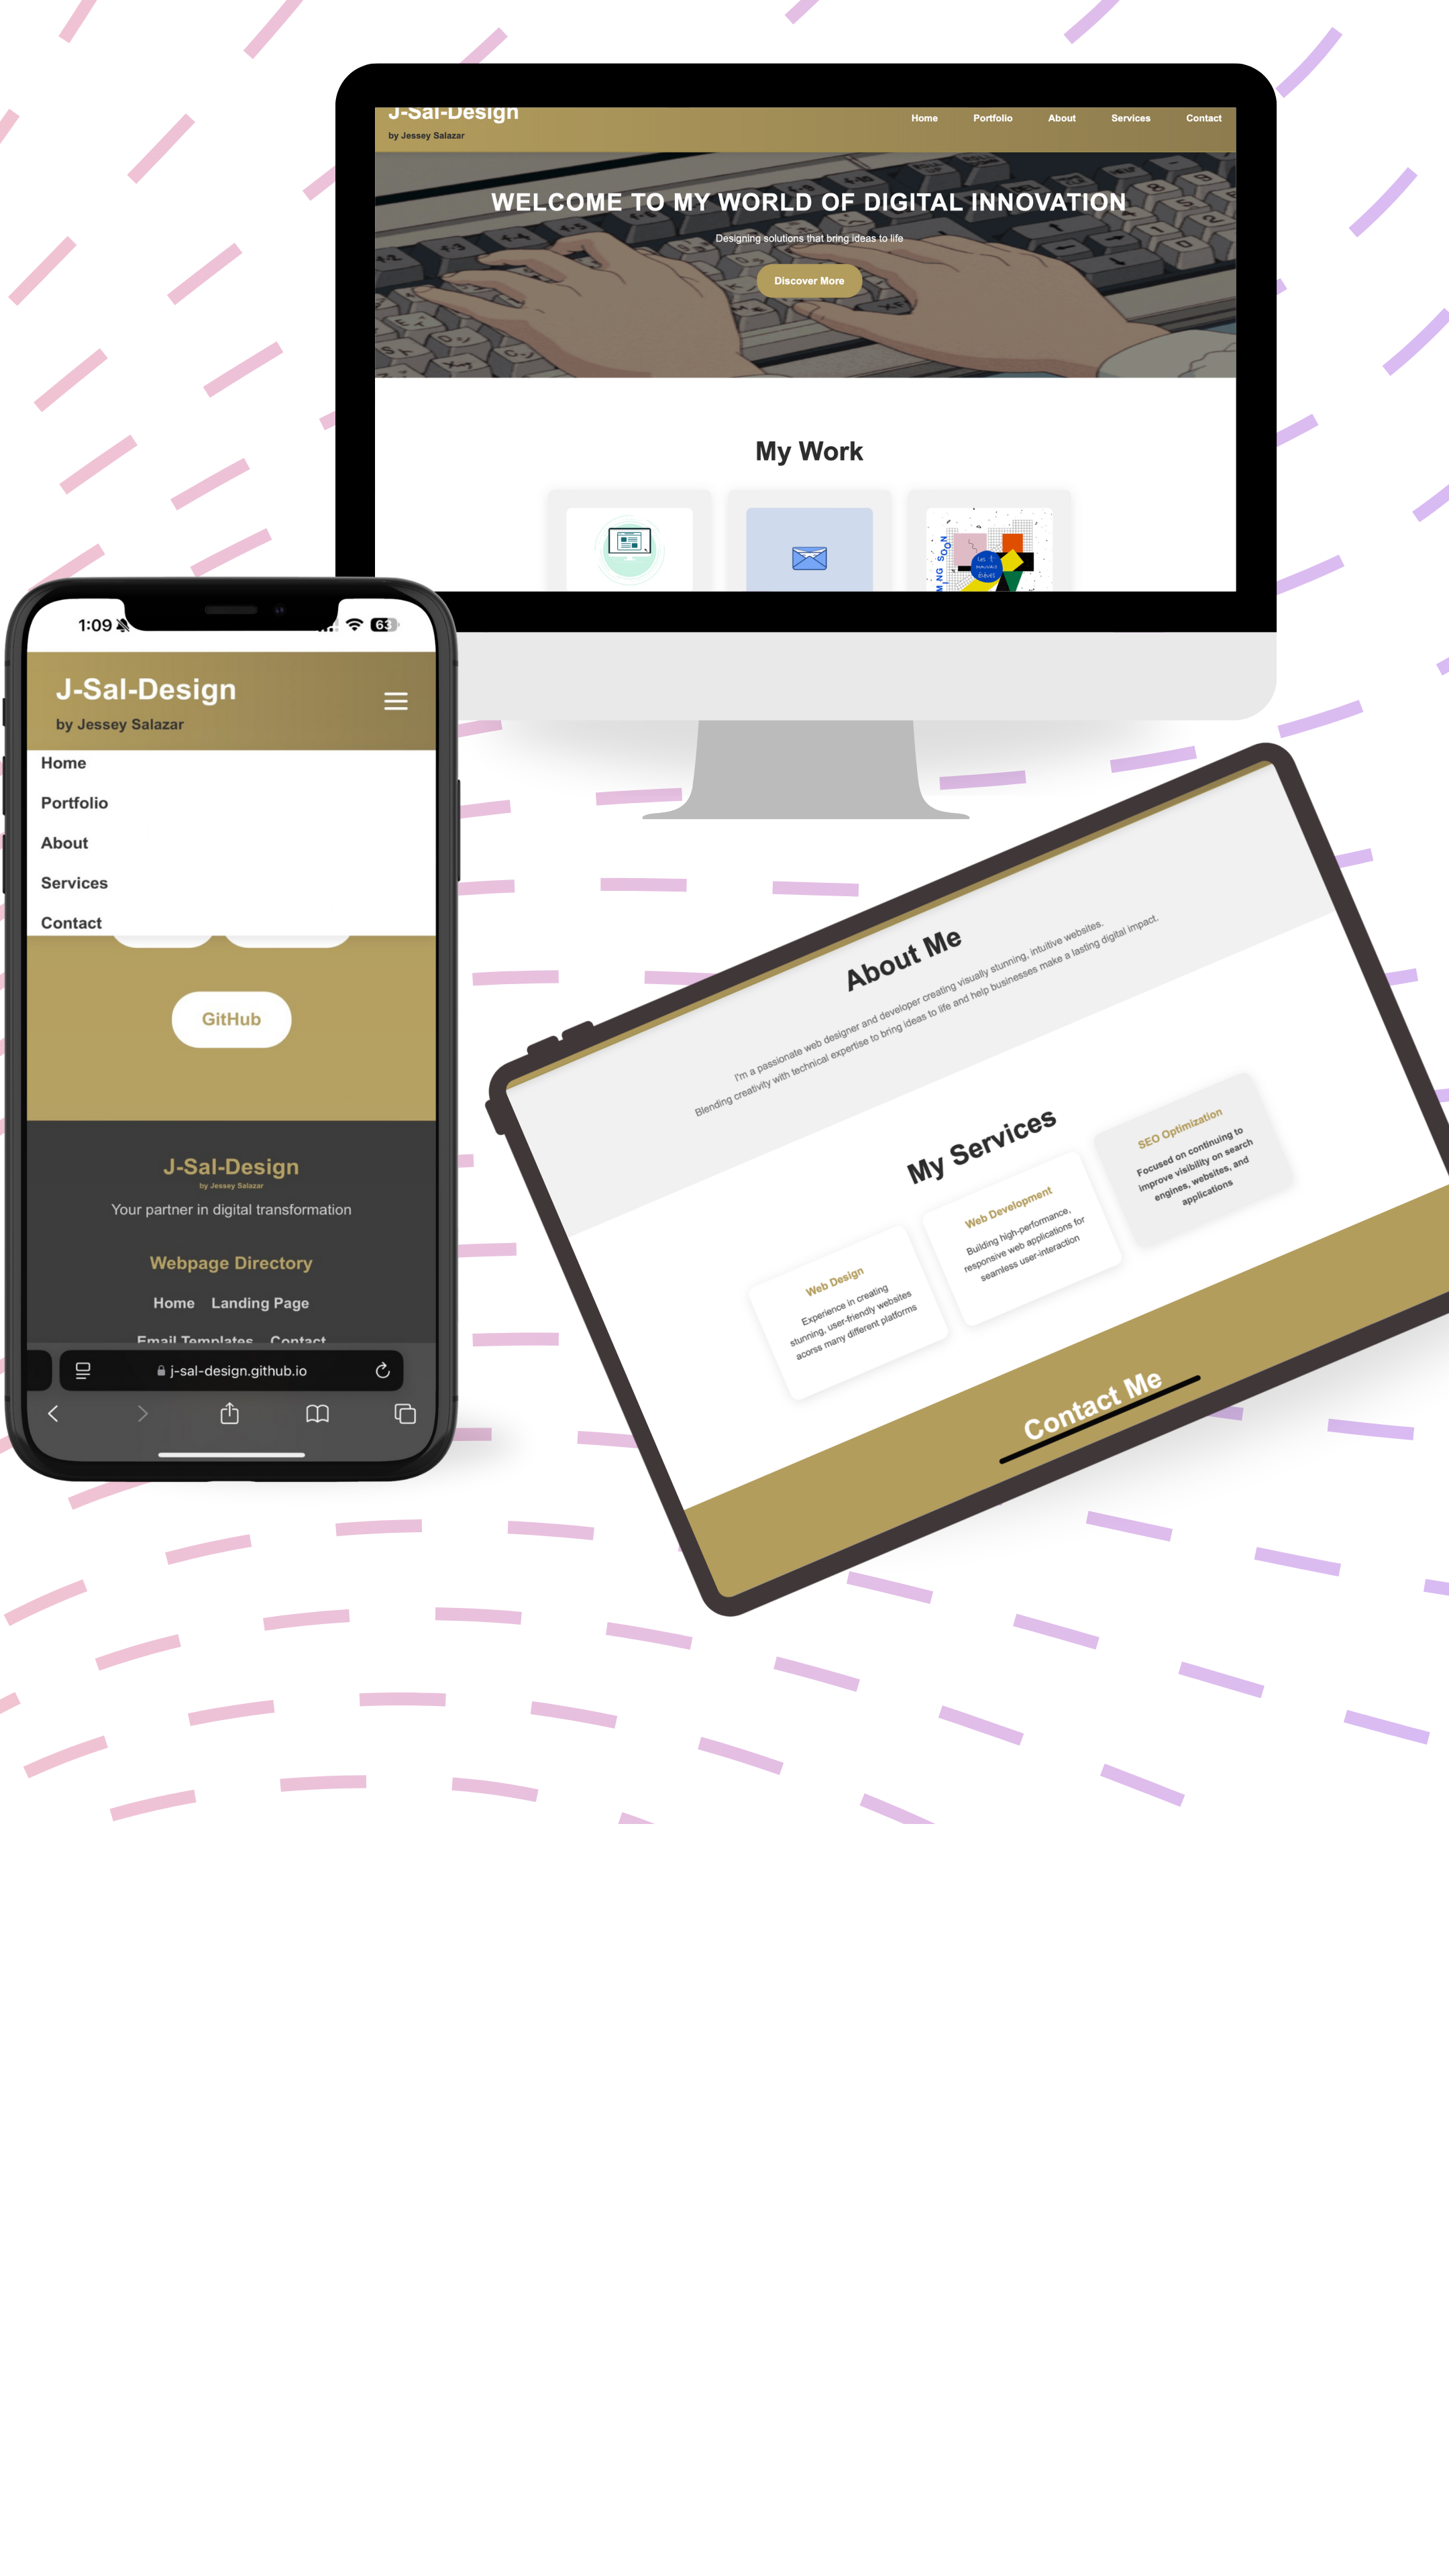 J-Sal-Design
by Jessey Salazar
Home Portfolio About Services Contact
WELCOME TO MY WORLD OF DIGITAL INNOVATION
Designing solutions that bring ideas to life
Discover More
My Work
1:09
63
J-Sal-Design
by Jessey Salazar
Home
Portfolio
About
Services
Contact
GitHub
J-Sal-Design
by Jessey Salazar
Your partner in digital transformation
Webpage Directory
Home Landing Page
Email Templates Contact
j-sal-design.github.io
About Me
I'm a passionate web designer and developer creating visually stunning, intuitive websites.
Blending creativity with technical expertise to bring ideas to life and help businesses make a lasting digital impact.
My Services
Web Design
Experience in creating
stunning, user-friendly websites
acorss many different platforms
Web Development
Building high-performance,
responsive web applications for
seamless user-interaction
SEO Optimization
Focused on continuing to
improve visibility on search
engines, websites, and
applications
Contact Me